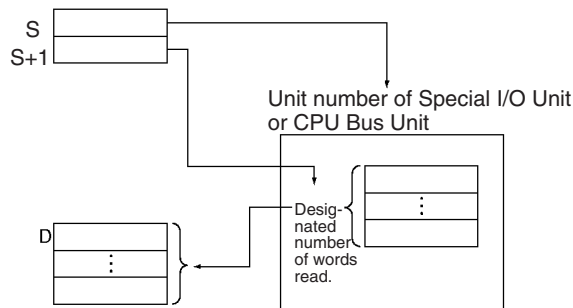 S
S+1
Unit number of Special I/O Unit
or CPU Bus Unit
Desig-
nated
number
of words
read.
D